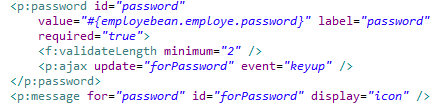 <p:password id="password"
value="#{employebean.employe.password}" label="password"
required="true">
<f:validateLength minimum="2" />
<p:ajax update="forPassword" event="keyup" />
</p:password>
<p:message for="password" id="forPassword" display="icon" />